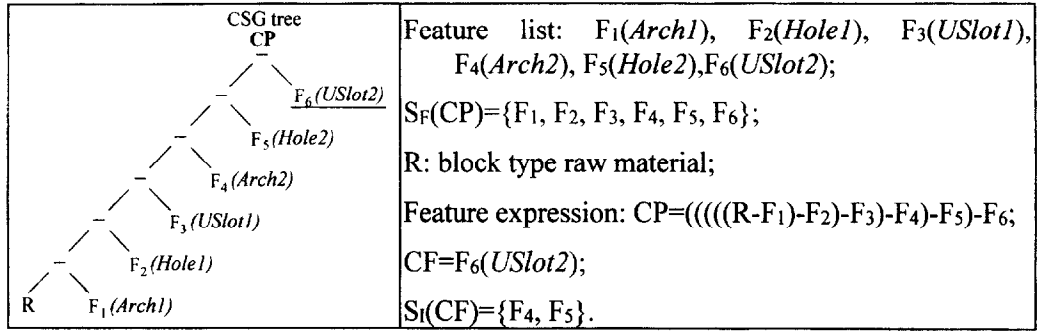 CSG tree
CP
−
F₆(USlot2)
−
F₅(Hole2)
−
F₄(Arch2)
−
F₃(USlot1)
−
F₂(Hole1)
−
R F₁(Arch1)
Feature list: F₁(Arch1), F₂(Hole1), F₃(USlot1),
F₄(Arch2), F₅(Hole2),F₆(USlot2);
S_F(CP)={F₁, F₂, F₃, F₄, F₅, F₆};
R: block type raw material;
Feature expression: CP=(((((R-F₁)-F₂)-F₃)-F₄)-F₅)-F₆;
CF=F₆(USlot2);
S_I(CF)={F₄, F₅}.